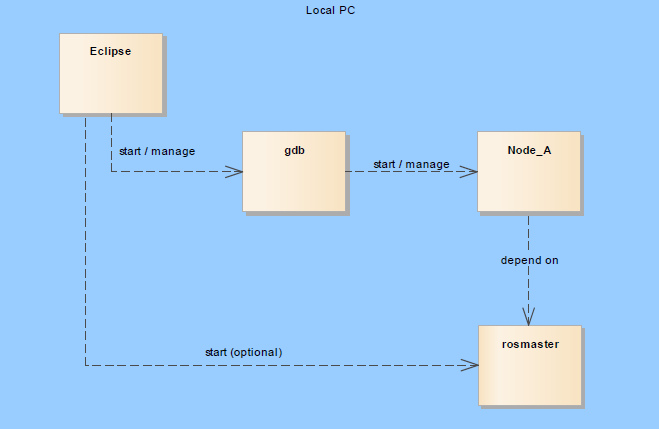 Local PC
Eclipse
start / manage
gdb
start / manage
Node_A
depend on
rosmaster
start (optional)